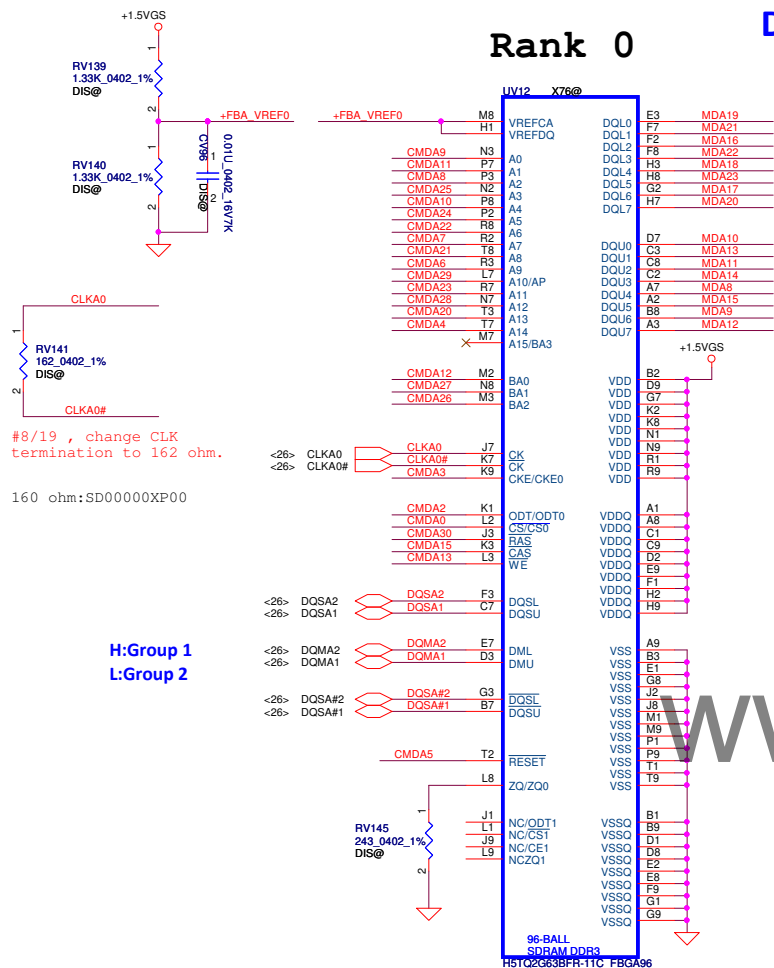 +1.5VGS
Rank 0
D
RV139
1.33K_0402_1%
DIS@
1
2
+FBA_VREF0
+FBA_VREF0
RV140
1.33K_0402_1%
DIS@
1
2
CV96
0.01U_0402_16V7K
DIS@
1
2
CLKA0
RV141
162_0402_1%
DIS@
1
2
CLKA0#
#8/19 , change CLK
termination to 162 ohm.
160 ohm:SD00000XP00
H:Group 1
L:Group 2
UV12 X76@
M8 VREFCA
H1 VREFDQ
CMDA9 N3 A0
CMDA11 P7 A1
CMDA8 P3 A2
CMDA25 N2 A3
CMDA10 P8 A4
CMDA24 P2 A5
CMDA22 R8 A6
CMDA7 R2 A7
CMDA21 T8 A8
CMDA6 R3 A9
CMDA29 L7 A10/AP
CMDA23 R7 A11
CMDA28 N7 A12
CMDA20 T3 A13
CMDA4 T7 A14
M7 A15/BA3
CMDA12 M2 BA0
CMDA27 N8 BA1
CMDA26 M3 BA2
<26> CLKA0 CLKA0 J7 CK
<26> CLKA0# CLKA0# K7 CK
CMDA3 K9 CKE/CKE0
CMDA2 K1 ODT/ODT0
CMDA0 L2 CS/CS0
CMDA30 J3 RAS
CMDA15 K3 CAS
CMDA13 L3 WE
<26> DQSA2 DQSA2 F3 DQSL
<26> DQSA1 DQSA1 C7 DQSU
<26> DQMA2 DQMA2 E7 DML
<26> DQMA1 DQMA1 D3 DMU
<26> DQSA#2 DQSA#2 G3 DQSL
<26> DQSA#1 DQSA#1 B7 DQSU
CMDA5 T2 RESET
L8 ZQ/ZQ0
RV145
243_0402_1%
DIS@
1
2
J1 NC/ODT1
L1 NC/CS1
J9 NC/CE1
L9 NCZQ1
DQL0 E3 MDA19
DQL1 F7 MDA21
DQL2 F2 MDA16
DQL3 F8 MDA22
DQL4 H3 MDA18
DQL5 H8 MDA23
DQL6 G2 MDA17
DQL7 H7 MDA20
DQU0 D7 MDA10
DQU1 C3 MDA13
DQU2 C8 MDA11
DQU3 C2 MDA14
DQU4 A7 MDA8
DQU5 A2 MDA15
DQU6 B8 MDA9
DQU7 A3 MDA12
+1.5VGS
VDD B2
VDD D9
VDD G7
VDD K2
VDD K8
VDD N1
VDD N9
VDD R1
VDD R9
VDDQ A1
VDDQ A8
VDDQ C1
VDDQ C9
VDDQ D2
VDDQ E9
VDDQ F1
VDDQ H2
VDDQ H9
VSS A9
VSS B3
VSS E1
VSS G8
VSS J2
VSS J8
VSS M1
VSS M9
VSS P1
VSS P9
VSS T1
VSS T9
VSSQ B1
VSSQ B9
VSSQ D1
VSSQ D8
VSSQ E2
VSSQ E8
VSSQ F9
VSSQ G1
VSSQ G9
96-BALL
SDRAM DDR3
H5TQ2G63BFR-11C FBGA96